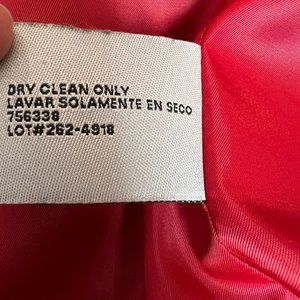 DRY CLEAN ONLY
LAVAR SOLAMENTE EN SECO
756338
LOT#262-4918